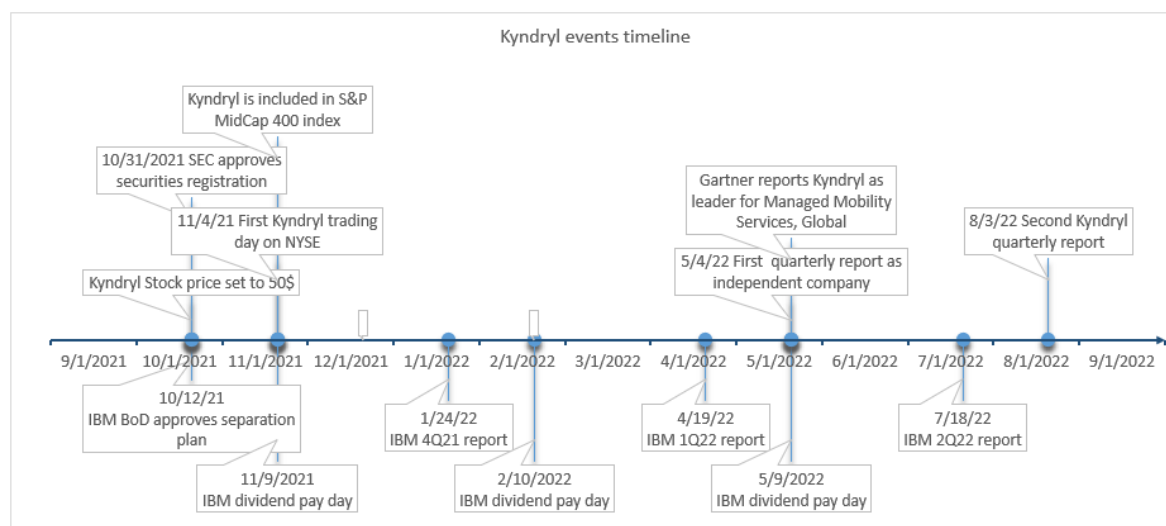 Kyndryl events timeline
Kyndryl is included in S&P
MidCap 400 index
10/31/2021 SEC approves
securities registration
11/4/21 First Kyndryl trading
day on NYSE
Kyndryl Stock price set to 50$
Gartner reports Kyndryl as
leader for Managed Mobility
Services, Global
5/4/22 First quarterly report as
independent company
8/3/22 Second Kyndryl
quarterly report
9/1/2021 10/1/2021 11/1/2021 12/1/2021 1/1/2022 2/1/2022 3/1/2022 4/1/2022 5/1/2022 6/1/2022 7/1/2022 8/1/2022 9/1/2022
10/12/21
IBM BoD approves separation
plan
11/9/2021
IBM dividend pay day
1/24/22
IBM 4Q21 report
2/10/2022
IBM dividend pay day
4/19/22
IBM 1Q22 report
5/9/2022
IBM dividend pay day
7/18/22
IBM 2Q22 report